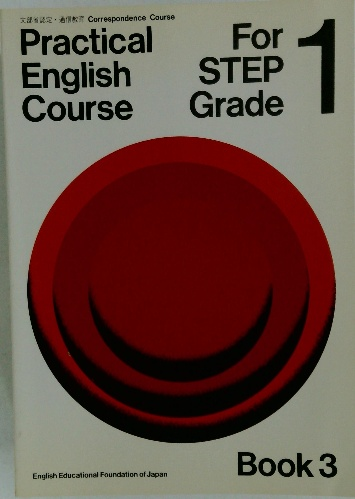 文部省認定・通信教育 Correspondence Course
Practical English Course
For STEP Grade 1
English Educational Foundation of Japan
Book 3